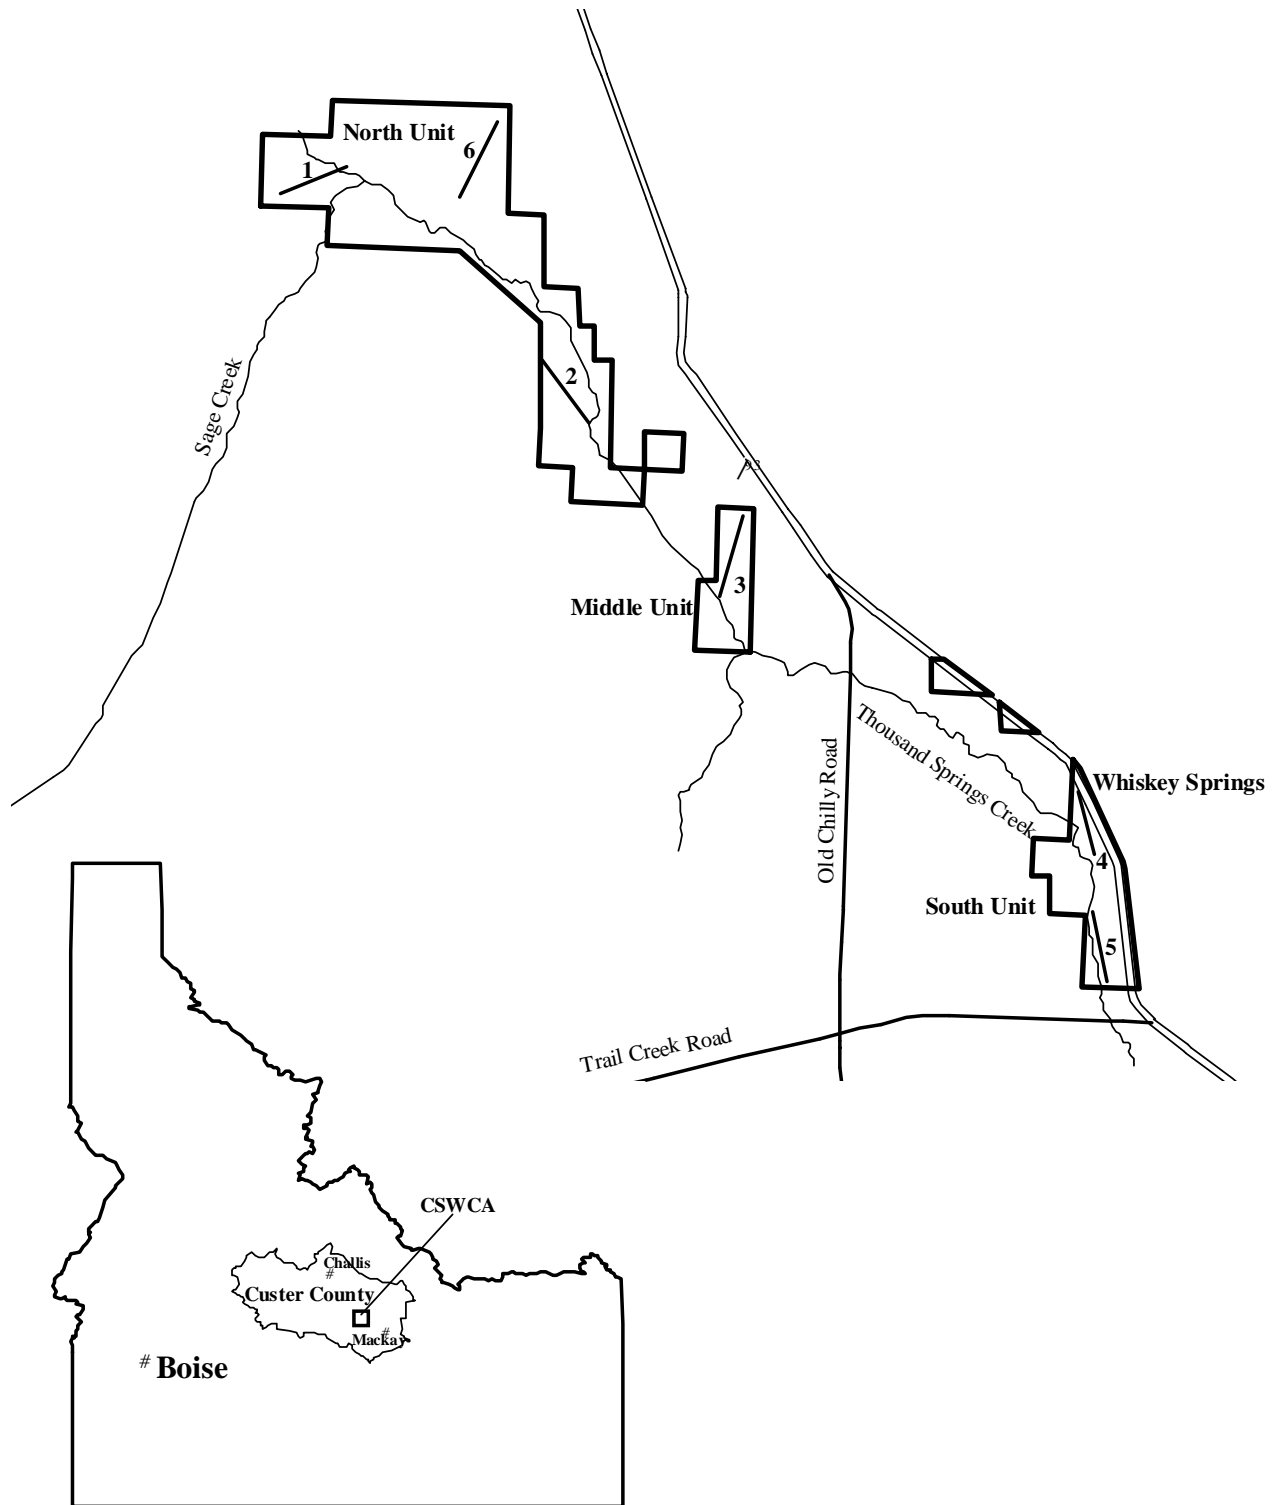 North Unit
6
1
Sage Creek
2
93
3
Middle Unit
Thousand Springs Creek
Old Chilly Road
Whiskey Springs
4
South Unit
5
Trail Creek Road
CSWCA
Challis
#
Custer County
#
Mackay
# Boise